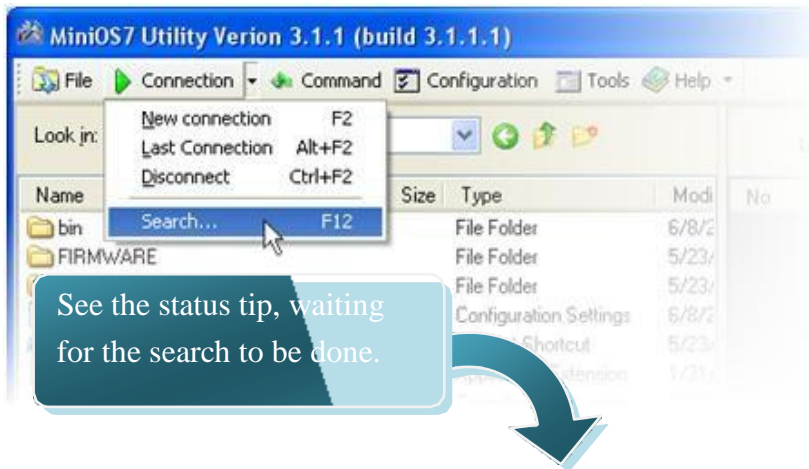 MiniOS7 Utility Verion 3.1.1 (build 3.1.1.1)
File Connection Command Configuration Tools Help
New connection F2
Look in:
Last Connection Alt+F2
Disconnect Ctrl+F2
Search... F12
Name Size Type Modi No
bin File Folder 6/8/2
FIRMWARE File Folder 5/23/
File Folder 5/23/
Configuration Settings 6/8/2
Shortcut 5/23/
Extension 1/31/
See the status tip, waiting
for the search to be done.